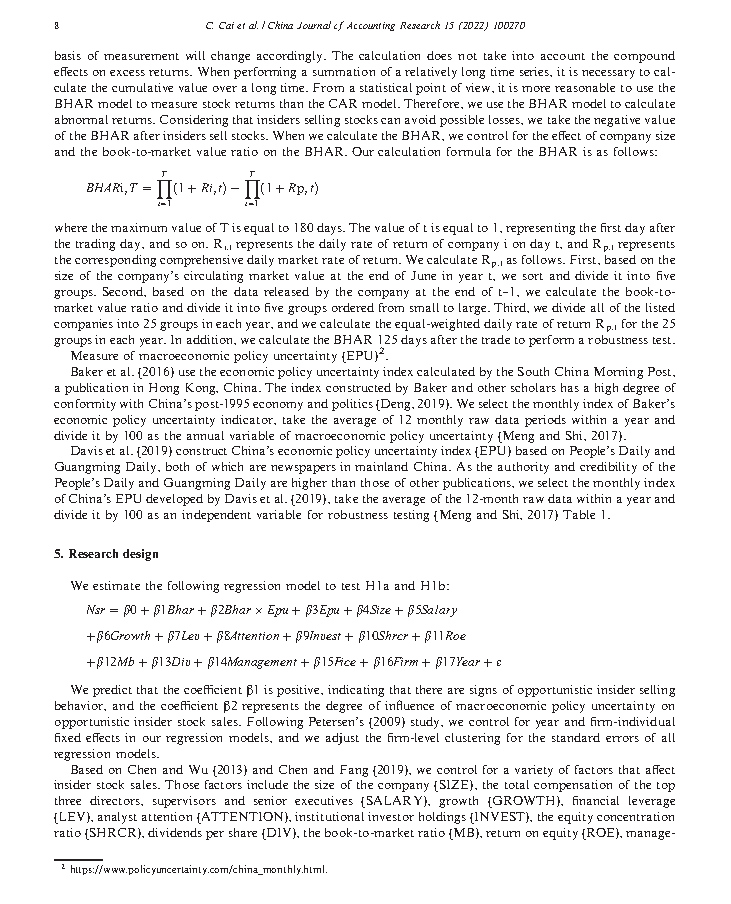 8
C. Cai et al. / China Journal of Accounting Research 15 (2022) 100270
basis of measurement will change accordingly. The calculation does not take into account the compound
effects on excess returns. When performing a summation of a relatively long time series, it is necessary to cal-
culate the cumulative value over a long time. From a statistical point of view, it is more reasonable to use the
BHAR model to measure stock returns than the CAR model. Therefore, we use the BHAR model to calculate
abnormal returns. Considering that insiders selling stocks can avoid possible losses, we take the negative value
of the BHAR after insiders sell stocks. When we calculate the BHAR, we control for the effect of company size
and the book-to-market value ratio on the BHAR. Our calculation formula for the BHAR is as follows:
BHARi, T = ∏_{t=1}^{T}(1 + Ri, t) − ∏_{t=1}^{T}(1 + Rp, t)
where the maximum value of T is equal to 180 days. The value of t is equal to 1, representing the first day after
the trading day, and so on. R_{i,t} represents the daily rate of return of company i on day t, and R_{p,t} represents
the corresponding comprehensive daily market rate of return. We calculate R_{p,t} as follows. First, based on the
size of the company's circulating market value at the end of June in year t, we sort and divide it into five
groups. Second, based on the data released by the company at the end of t–1, we calculate the book-to-
market value ratio and divide it into five groups ordered from small to large. Third, we divide all of the listed
companies into 25 groups in each year, and we calculate the equal-weighted daily rate of return R_{p,t} for the 25
groups in each year. In addition, we calculate the BHAR 125 days after the trade to perform a robustness test.
Measure of macroeconomic policy uncertainty (EPU)².
Baker et al. (2016) use the economic policy uncertainty index calculated by the South China Morning Post,
a publication in Hong Kong, China. The index constructed by Baker and other scholars has a high degree of
conformity with China's post-1995 economy and politics (Deng, 2019). We select the monthly index of Baker's
economic policy uncertainty indicator, take the average of 12 monthly raw data periods within a year and
divide it by 100 as the annual variable of macroeconomic policy uncertainty (Meng and Shi, 2017).
Davis et al. (2019) construct China's economic policy uncertainty index (EPU) based on People's Daily and
Guangming Daily, both of which are newspapers in mainland China. As the authority and credibility of the
People's Daily and Guangming Daily are higher than those of other publications, we select the monthly index
of China's EPU developed by Davis et al. (2019), take the average of the 12-month raw data within a year and
divide it by 100 as an independent variable for robustness testing (Meng and Shi, 2017) Table 1.
5. Research design
We estimate the following regression model to test H1a and H1b:
Nsr = β0 + β1Bhar + β2Bhar × Epu + β3Epu + β4Size + β5Salary
+β6Growth + β7Lev + β8Attention + β9Invest + β10Shrcr + β11Roe
+β12Mb + β13Div + β14Management + β15Fice + β16Firm + β17Year + ε
We predict that the coefficient β1 is positive, indicating that there are signs of opportunistic insider selling
behavior, and the coefficient β2 represents the degree of influence of macroeconomic policy uncertainty on
opportunistic insider stock sales. Following Petersen's (2009) study, we control for year and firm-individual
fixed effects in our regression models, and we adjust the firm-level clustering for the standard errors of all
regression models.
Based on Chen and Wu (2013) and Chen and Fang (2019), we control for a variety of factors that affect
insider stock sales. Those factors include the size of the company (SIZE), the total compensation of the top
three directors, supervisors and senior executives (SALARY), growth (GROWTH), financial leverage
(LEV), analyst attention (ATTENTION), institutional investor holdings (INVEST), the equity concentration
ratio (SHRCR), dividends per share (DIV), the book-to-market ratio (MB), return on equity (ROE), manage-
² https://www.policyuncertainty.com/china_monthly.html.